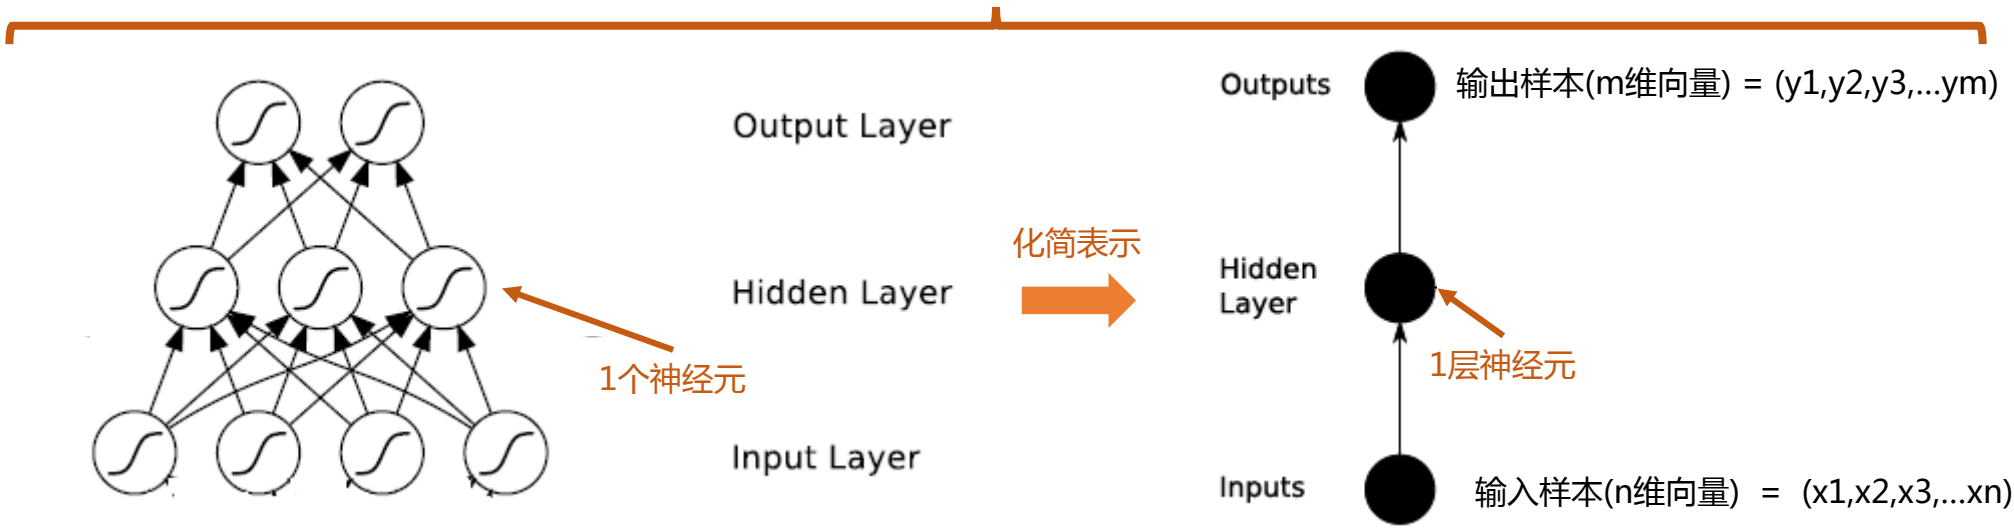 Output Layer
Hidden Layer
Input Layer
1个神经元
化简表示
Outputs
输出样本(m维向量) = (y1,y2,y3,...ym)
Hidden
Layer
1层神经元
Inputs
输入样本(n维向量) = (x1,x2,x3,...xn)